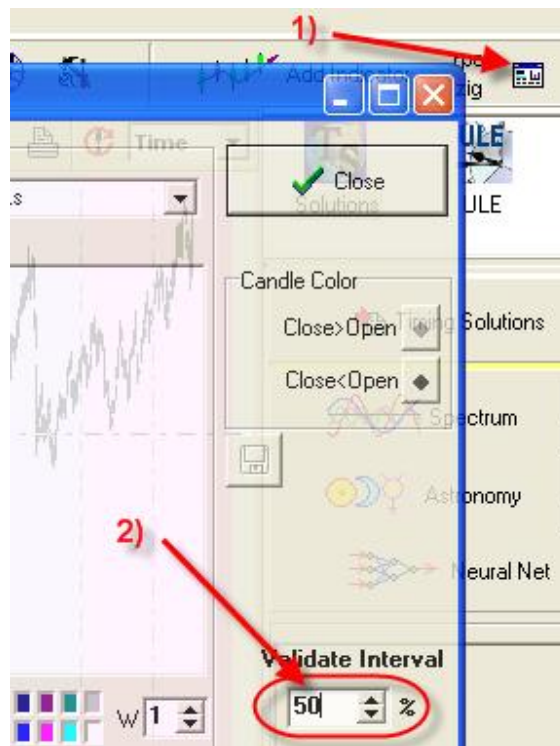 1)
Add Indicator
zig
Time
TS
ULE
Close
Solutions
ULE
Candle Color
Close>Open
Timing Solutions
Close<Open
Spectrum
Astronomy
2)
Neural Net
Validate Interval
50 %
W 1